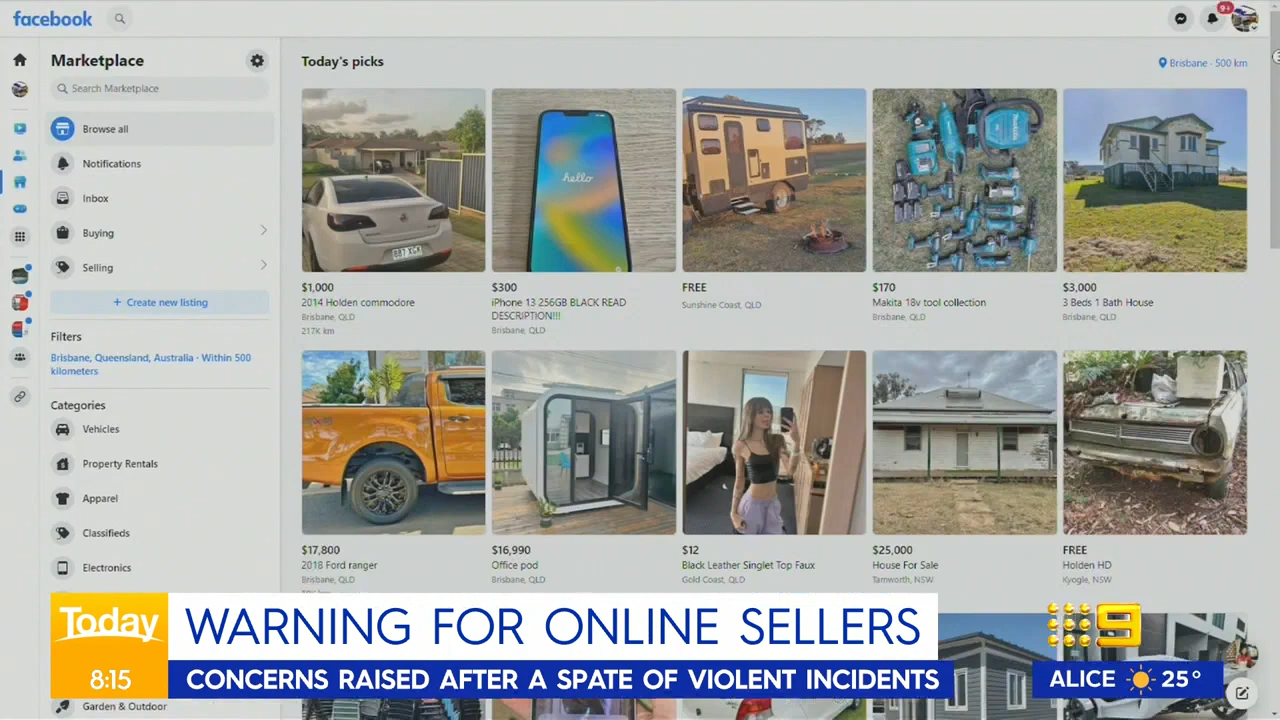 facebook
9+
Marketplace
Search Marketplace
Browse all
Notifications
Inbox
Buying
Selling
+ Create new listing
Filters
Brisbane, Queensland, Australia · Within 500
kilometers
Categories
Vehicles
Property Rentals
Apparel
Classifieds
Electronics
Garden & Outdoor
Today's picks
Brisbane · 500 km
hello
makita
$1,000
2014 Holden commodore
Brisbane, QLD
217K km
$300
iPhone 13 256GB BLACK READ
DESCRIPTION!!!
Brisbane, QLD
FREE
Sunshine Coast, QLD
$170
Makita 18v tool collection
Brisbane, QLD
$3,000
3 Beds 1 Bath House
Brisbane, QLD
$17,800
2018 Ford ranger
Brisbane, QLD
$16,990
Office pod
Brisbane, QLD
$12
Black Leather Singlet Top Faux
Gold Coast, QLD
$25,000
House For Sale
Tamworth, NSW
FREE
Holden HD
Kyogle, NSW
Today
8:15
WARNING FOR ONLINE SELLERS
CONCERNS RAISED AFTER A SPATE OF VIOLENT INCIDENTS
9
ALICE 25°